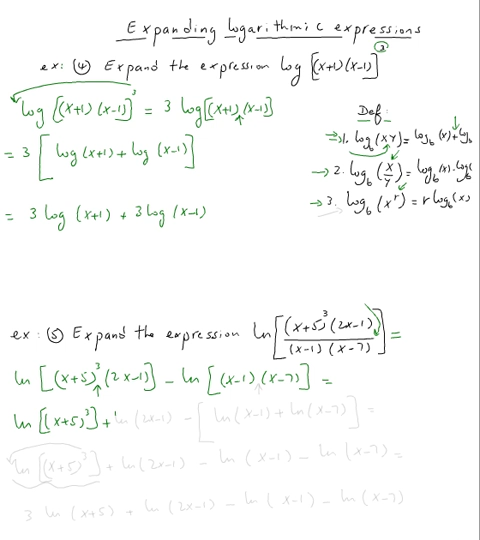 Expanding logarithmic expressions
ex: (4) Expand the expression log [(x+1)(x-1)]^3
log [(x+1)(x-1)]^3 = 3 log[(x+1)(x-1)]
= 3 [log(x+1) + log(x-1)]
= 3 log (x+1) + 3 log (x-1)
Def:
1. log_b(XY) = log_b(x) + log_b
2. log_b(X/Y) = log_b(x) - log_b
3. log_b(x^r) = r log_b(x)
ex: (5) Expand the expression ln[((x+5)^3(2x-1))/((x-1)(x-7))] =
ln [(x+5)^3(2x-1)] - ln [(x-1)(x-7)] =
ln [(x+5)^3] + ln(2x-1) - [ln(x-1) + ln(x-7)] =
ln [(x+5)^3] + ln(2x-1) - ln(x-1) - ln(x-7) =
3 ln (x+5) + ln (2x-1) - ln (x-1) - ln (x-7)